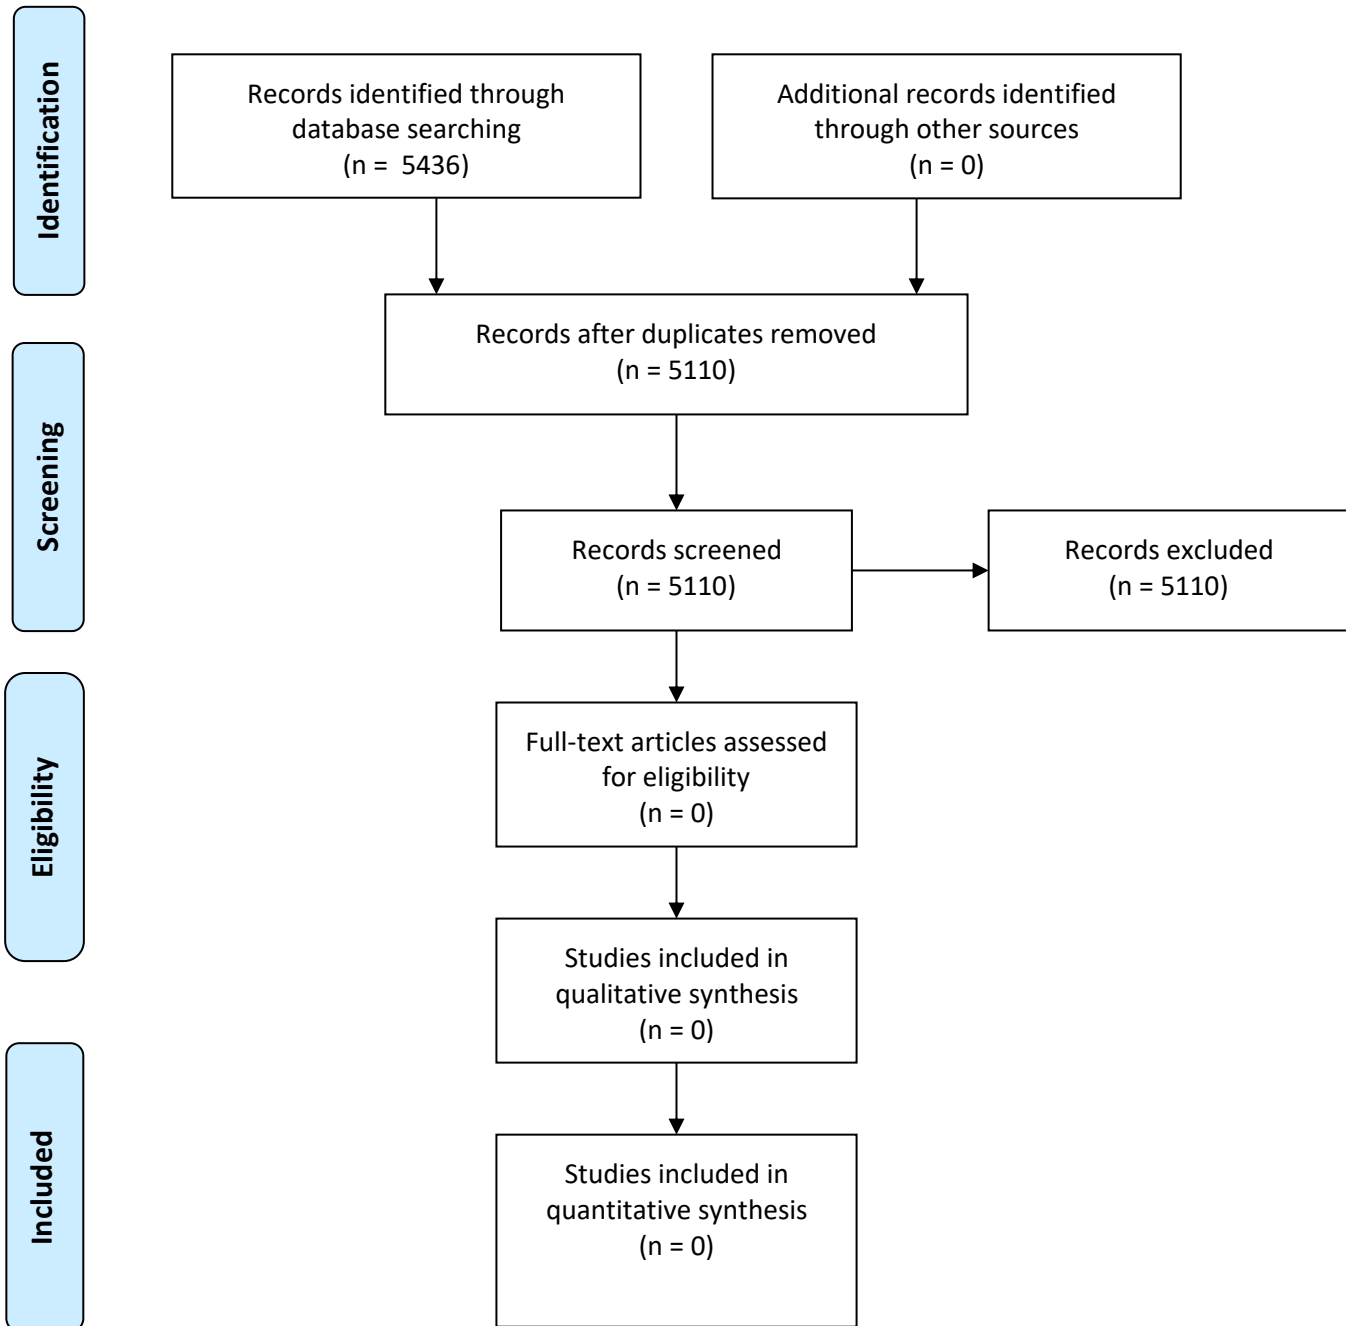 Identification
Records identified through
database searching
(n =  5436)
Additional records identified
through other sources
(n = 0)
Records after duplicates removed
(n = 5110)
Screening
Records screened
(n = 5110)
Records excluded
(n = 5110)
Eligibility
Full-text articles assessed
for eligibility
(n = 0)
Studies included in
qualitative synthesis
(n = 0)
Included
Studies included in
quantitative synthesis
(n = 0)